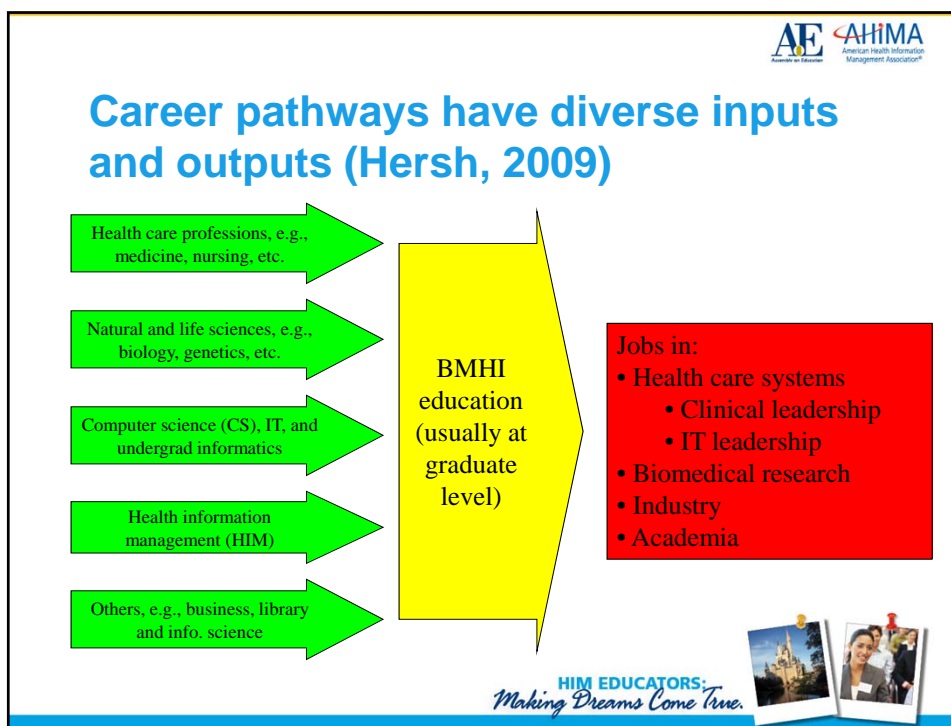 AE
Assembly on Education
AHIMA
American Health Information
Management Association®
Career pathways have diverse inputs
and outputs (Hersh, 2009)
Health care professions, e.g.,
medicine, nursing, etc.
Natural and life sciences, e.g.,
biology, genetics, etc.
Computer science (CS), IT, and
undergrad informatics
Health information
management (HIM)
Others, e.g., business, library
and info. science
BMHI
education
(usually at
graduate
level)
Jobs in:
• Health care systems
• Clinical leadership
• IT leadership
• Biomedical research
• Industry
• Academia
HIM EDUCATORS:
Making Dreams Come True.